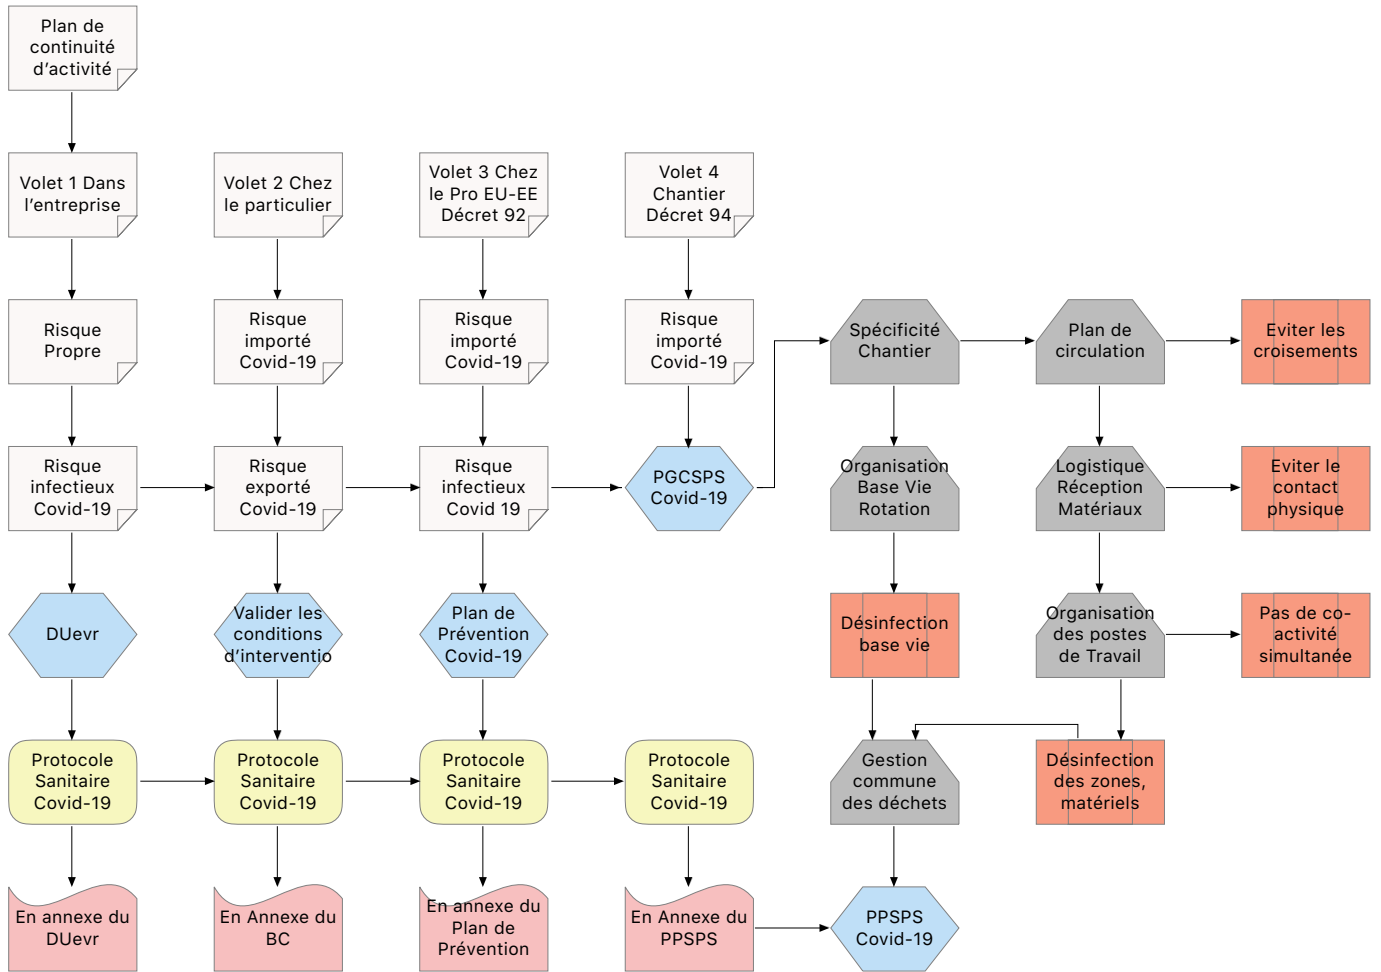 Plan de
continuité
d’activité
Volet 1 Dans
l’entreprise
Volet 2 Chez
le particulier
Volet 3 Chez
le Pro EU-EE
Décret 92
Volet 4
Chantier
Décret 94
Risque
Propre
Risque
importé
Covid-19
Risque
importé
Covid-19
Risque
importé
Covid-19
Spécificité
Chantier
Plan de
circulation
Eviter les
croisements
Risque
infectieux
Covid-19
Risque
exporté
Covid-19
Risque
infectieux
Covid 19
PGCSPS
Covid-19
Organisation
Base Vie
Rotation
Logistique
Réception
Matériaux
Eviter le
contact
physique
DUevr
Valider les
conditions
d’interventio
Plan de
Prévention
Covid-19
Désinfection
base vie
Organisation
des postes
de Travail
Pas de co-
activité
simultanée
Protocole
Sanitaire
Covid-19
Protocole
Sanitaire
Covid-19
Protocole
Sanitaire
Covid-19
Protocole
Sanitaire
Covid-19
Gestion
commune
des déchets
Désinfection
des zones,
matériels
En annexe du
DUevr
En Annexe du
BC
En annexe du
Plan de
Prévention
En Annexe du
PPSPS
PPSPS
Covid-19